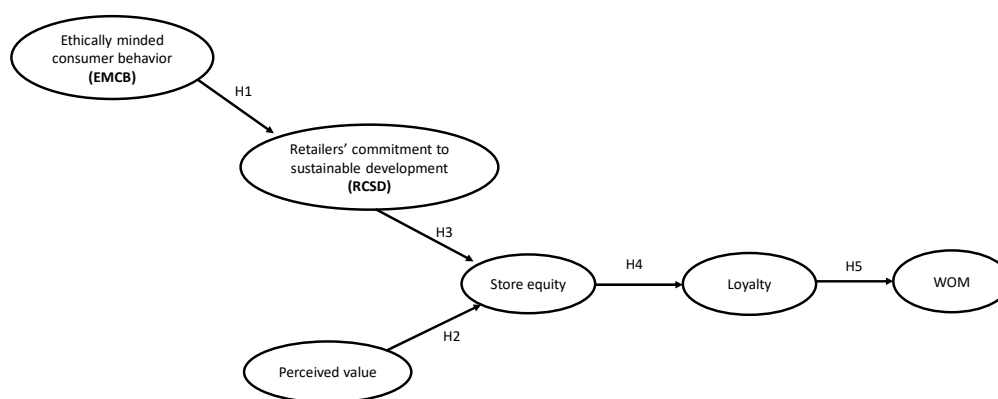 Ethically minded
consumer behavior
(EMCB)
H1
Retailers’ commitment to
sustainable development
(RCSD)
H3
Store equity
H4
Loyalty
H5
WOM
H2
Perceived value